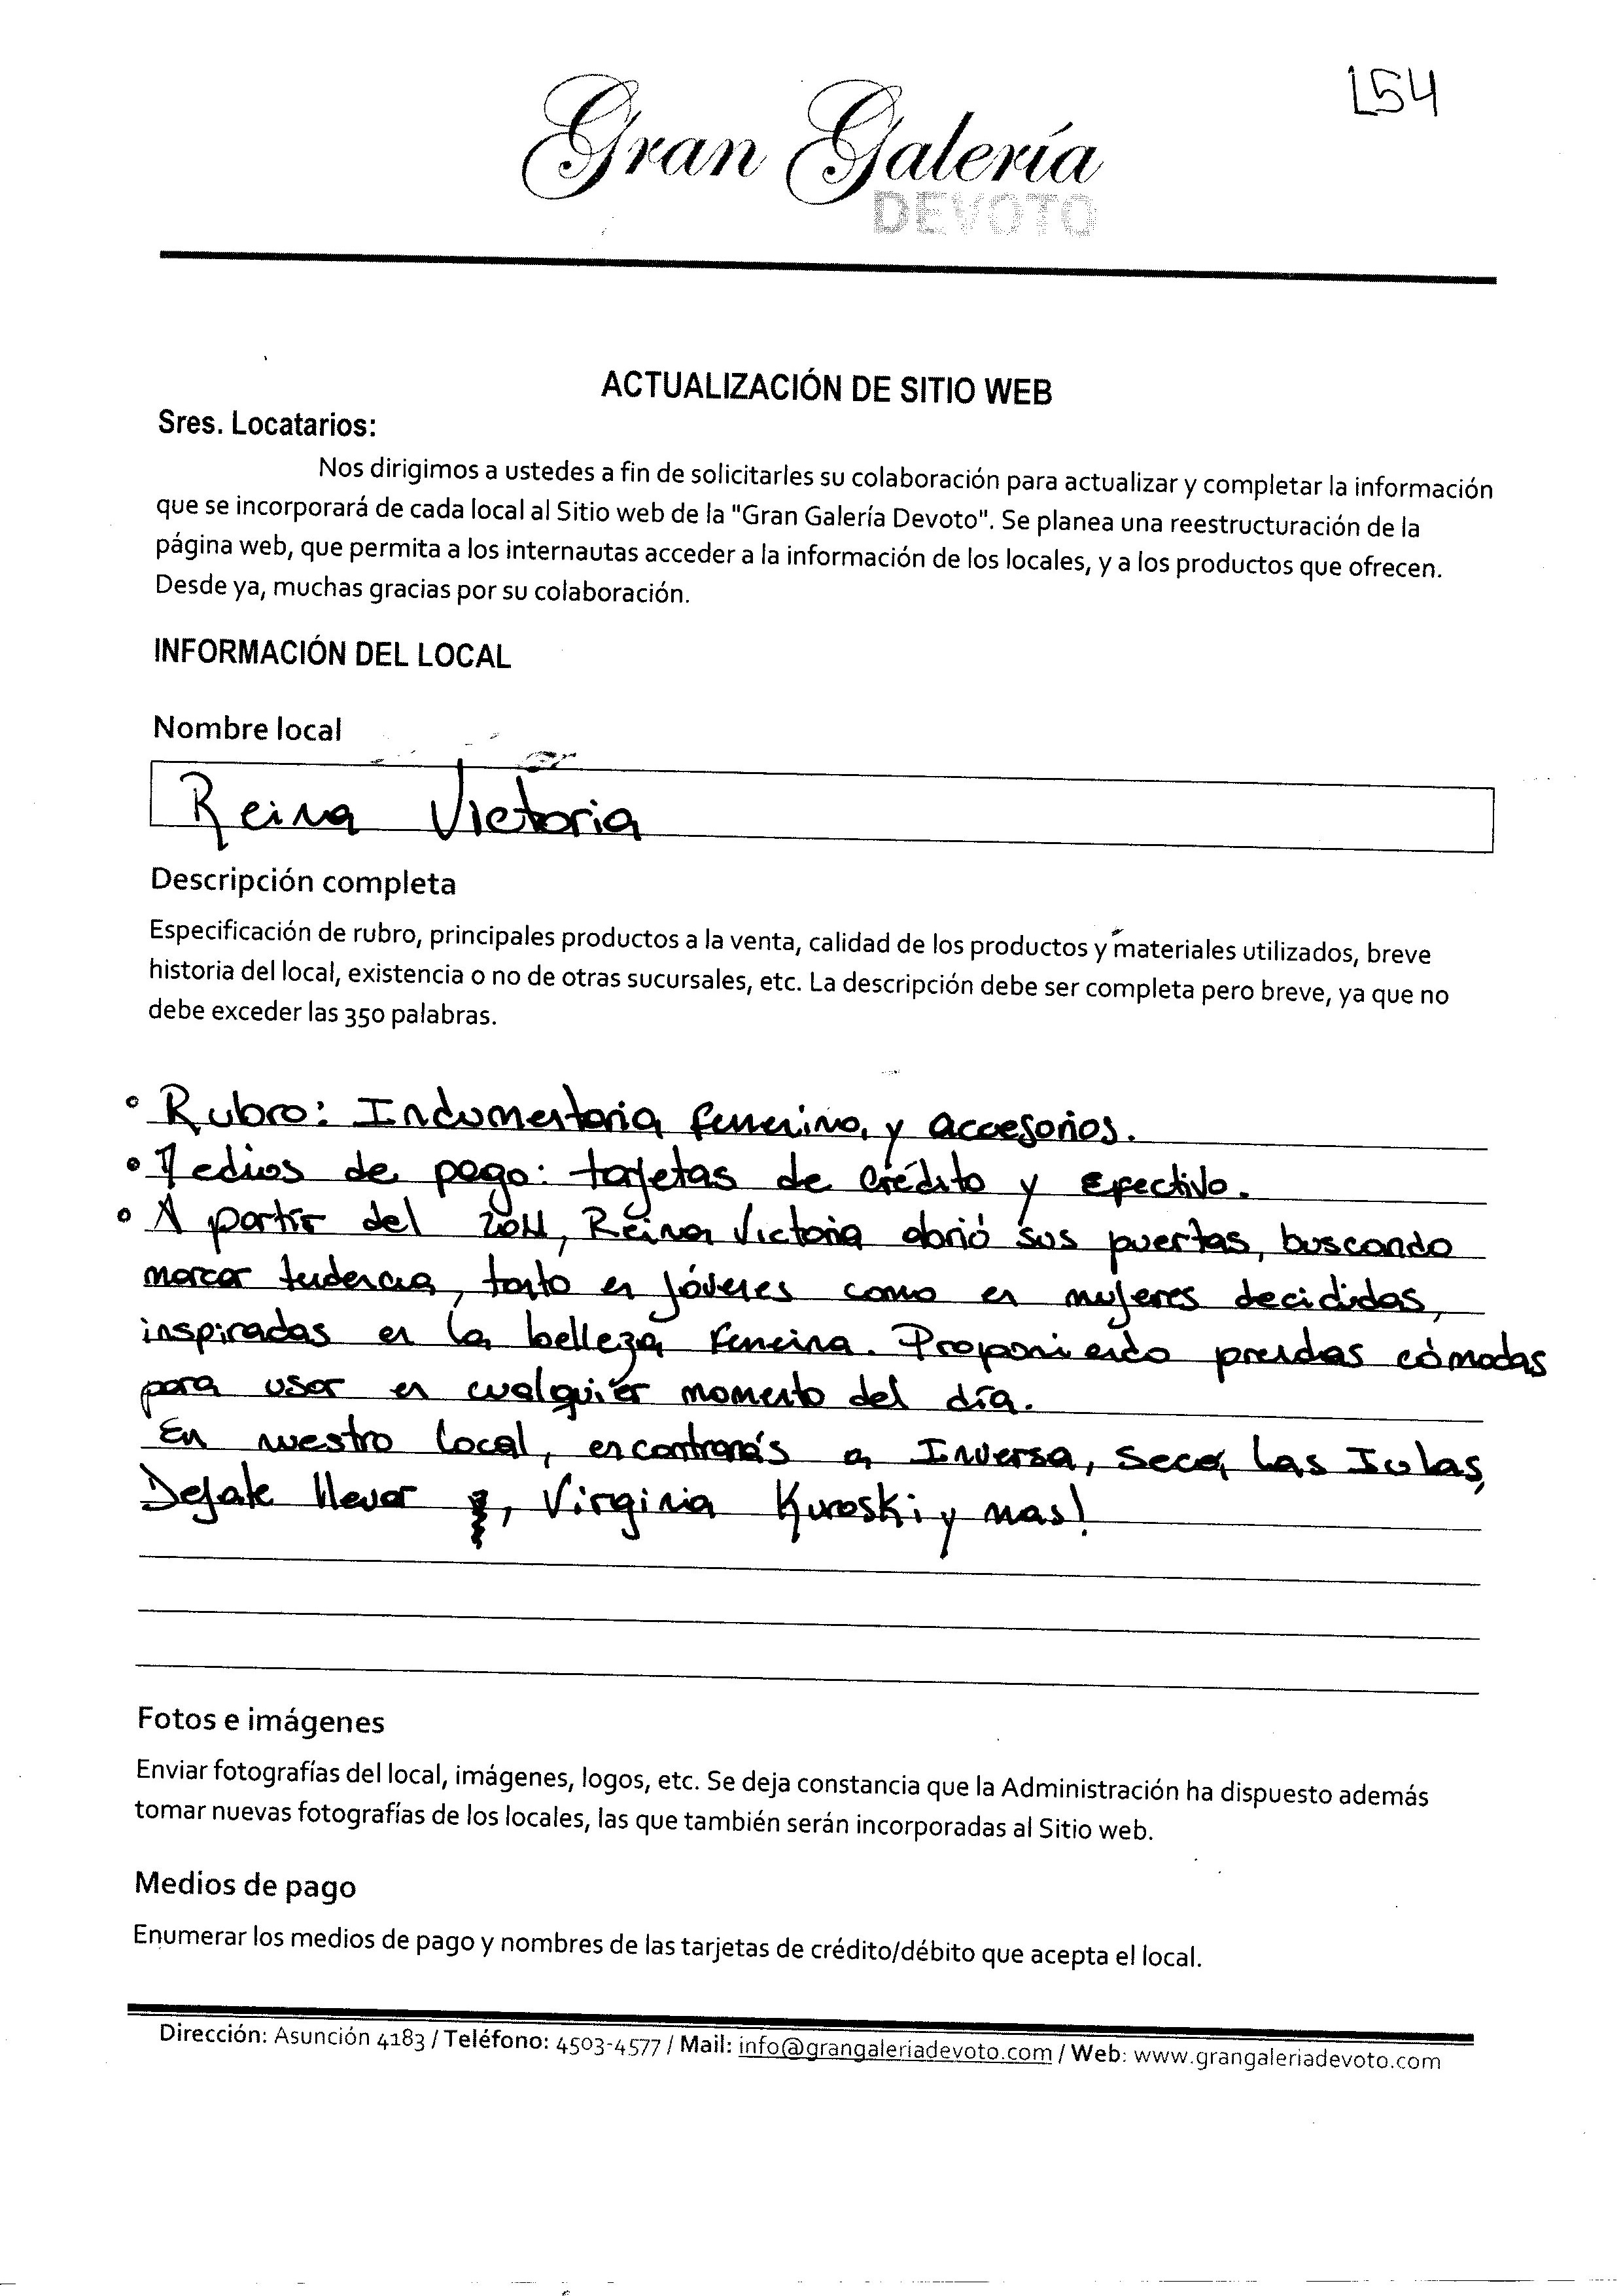 L54
Gran Galería
DEVOTO
ACTUALIZACIÓN DE SITIO WEB
Sres. Locatarios:
Nos dirigimos a ustedes a fin de solicitarles su colaboración para actualizar y completar la información
que se incorporará de cada local al Sitio web de la "Gran Galería Devoto". Se planea una reestructuración de la
página web, que permita a los internautas acceder a la información de los locales, y a los productos que ofrecen.
Desde ya, muchas gracias por su colaboración.
INFORMACIÓN DEL LOCAL
Nombre local
Reina Victoria
Descripción completa
Especificación de rubro, principales productos a la venta, calidad de los productos y materiales utilizados, breve
historia del local, existencia o no de otras sucursales, etc. La descripción debe ser completa pero breve, ya que no
debe exceder las 350 palabras.
° Rubro: Indumentaria femenina y accesorios.
° Medios de pago: tarjetas de crédito y efectivo.
° A partir del Reina Victoria abrió sus puertas, buscando
marcar tendencia, tanto en jóvenes como en mujeres decididas,
inspiradas en la belleza femeina. Proponiendo prendas cómodas
para usar en cualquier momento del día.
En nuestro local, encontrarás a Inversa, Seco, Las Iulas,
Dejate llevar, Virginia Kuroski y mas!
Fotos e imágenes
Enviar fotografías del local, imágenes, logos, etc. Se deja constancia que la Administración ha dispuesto además
tomar nuevas fotografías de los locales, las que también serán incorporadas al Sitio web.
Medios de pago
Enumerar los medios de pago y nombres de las tarjetas de crédito/débito que acepta el local.
Dirección: Asunción 4183 / Teléfono: 4503-4577 / Mail: info@grangaleriadevoto.com / Web: www.grangaleriadevoto.com